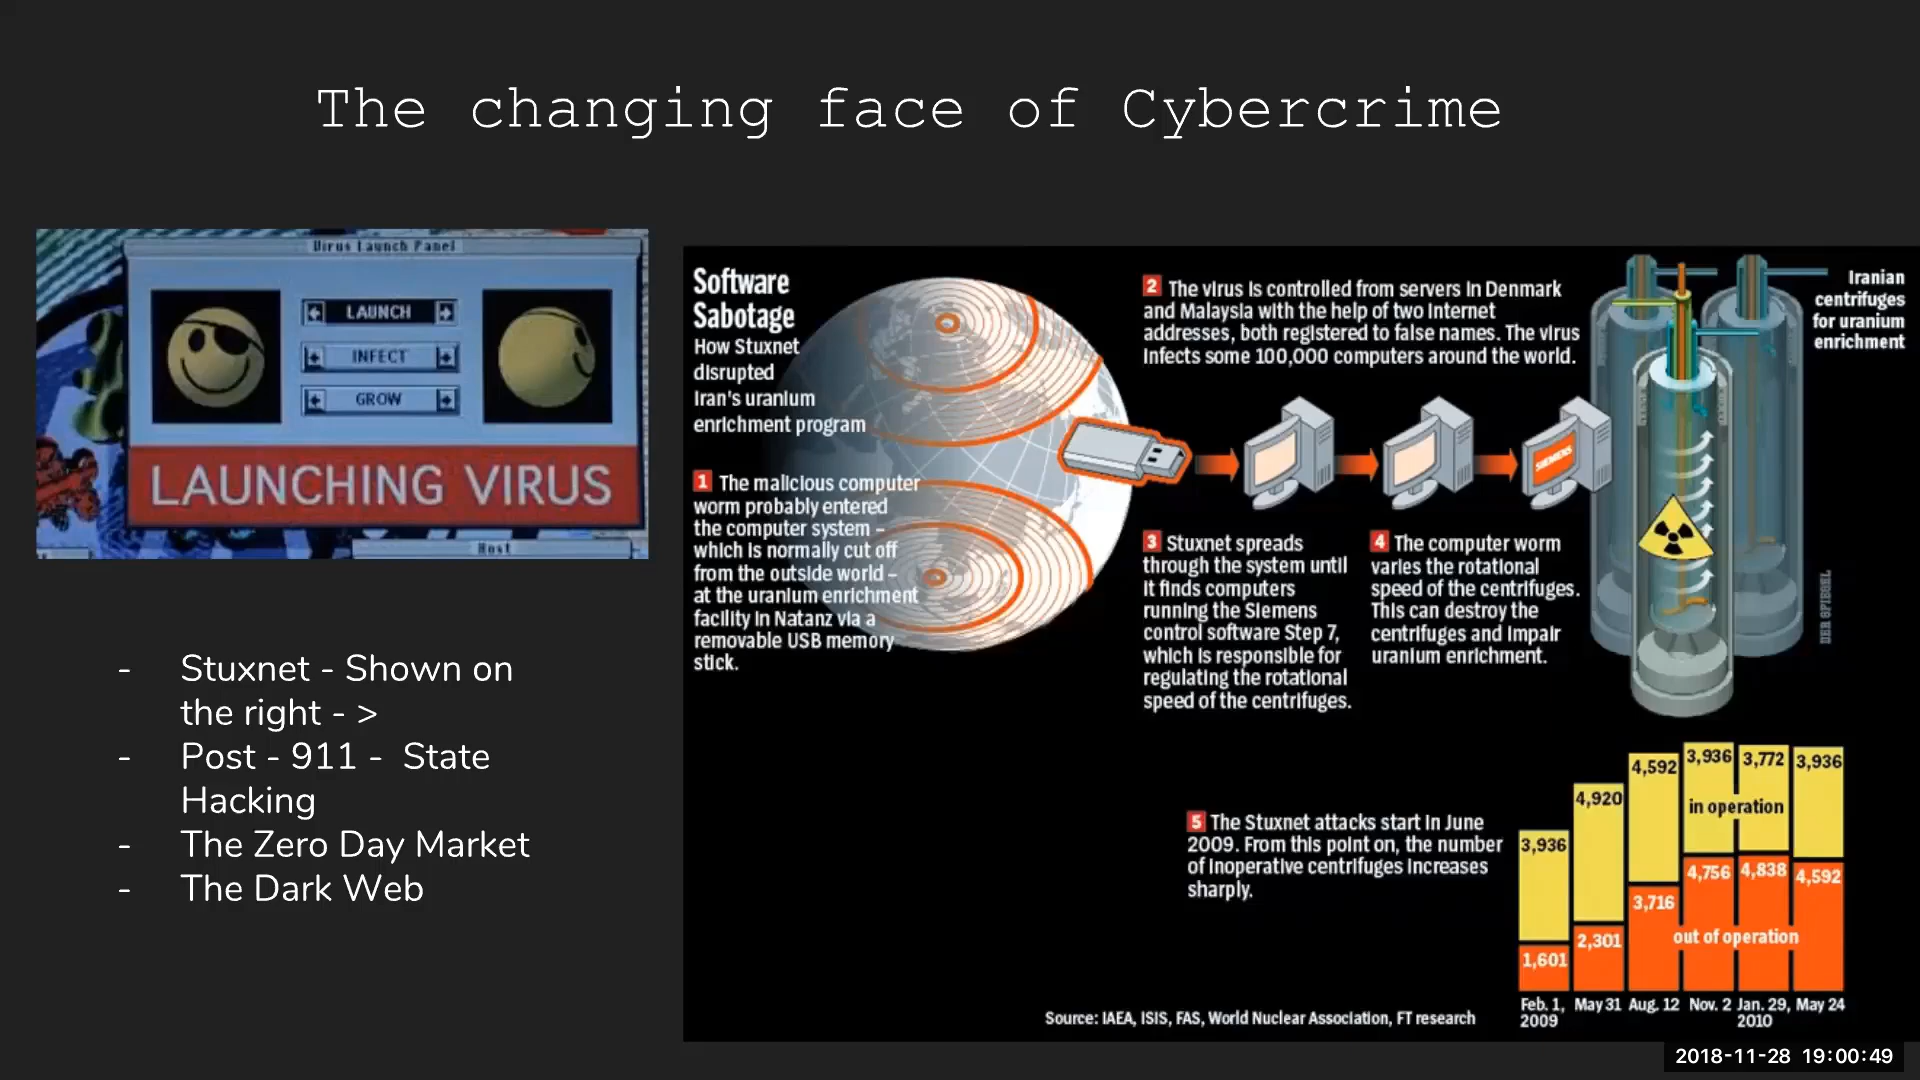 The changing face of Cybercrime
Virus Launch Panel
LAUNCH
INFECT
GROW
LAUNCHING VIRUS
Host
- Stuxnet - Shown on
the right - >
- Post - 911 - State
Hacking
- The Zero Day Market
- The Dark Web
Software
Sabotage
How Stuxnet
disrupted
Iran's uranium
enrichment program
1 The malicious computer
worm probably entered
the computer system –
which is normally cut off
from the outside world –
at the uranium enrichment
facility in Natanz via a
removable USB memory
stick.
2 The virus is controlled from servers in Denmark
and Malaysia with the help of two Internet
addresses, both registered to false names. The virus
infects some 100,000 computers around the world.
Iranian
centrifuges
for uranium
enrichment
SIEMENS
3 Stuxnet spreads
through the system until
it finds computers
running the Siemens
control software Step 7,
which is responsible for
regulating the rotational
speed of the centrifuges.
4 The computer worm
varies the rotational
speed of the centrifuges.
This can destroy the
centrifuges and impair
uranium enrichment.
DER SPIEGEL
5 The Stuxnet attacks start in June
2009. From this point on, the number
of inoperative centrifuges increases
sharply.
3,936 4,920 4,592 3,936 3,772 3,936
in operation
1,601 2,301 3,716 4,756 4,838 4,592
out of operation
Feb. 1, May 31 Aug. 12 Nov. 2 Jan. 29, May 24
2009 2010
Source: IAEA, ISIS, FAS, World Nuclear Association, FT research
2018-11-28 19:00:49